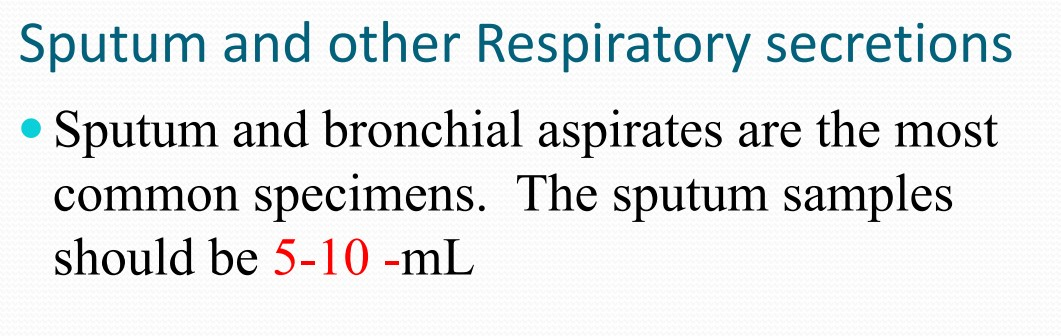 Sputum and other Respiratory secretions
• Sputum and bronchial aspirates are the most
common specimens.  The sputum samples
should be 5-10 -mL